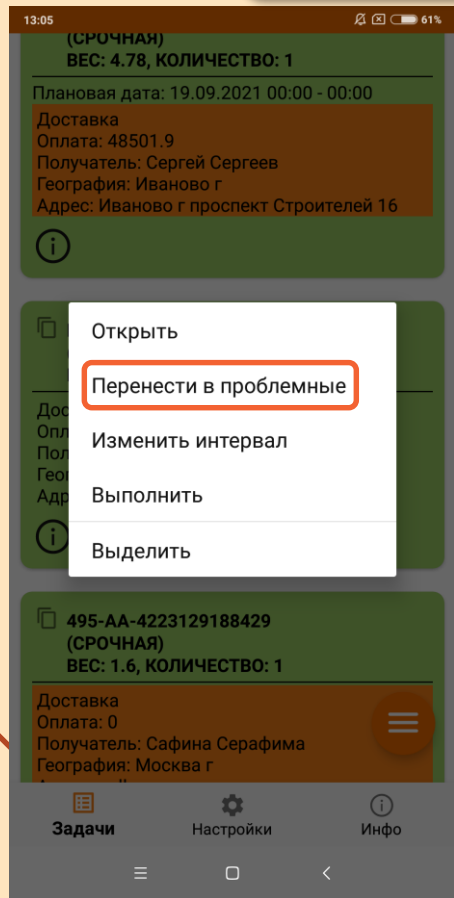 13:05
61%
(СРОЧНАЯ)
ВЕС: 4.78, КОЛИЧЕСТВО: 1
Плановая дата: 19.09.2021 00:00 - 00:00
Доставка
Оплата: 48501.9
Получатель: Сергей Сергеев
География: Иваново г
Адрес: Иваново г проспект Строителей 16
Открыть
Перенести в проблемные
Изменить интервал
Выполнить
Выделить
495-АА-4223129188429
(СРОЧНАЯ)
ВЕС: 1.6, КОЛИЧЕСТВО: 1
Доставка
Оплата: 0
Получатель: Сафина Серафима
География: Москва г
Задачи
Настройки
Инфо